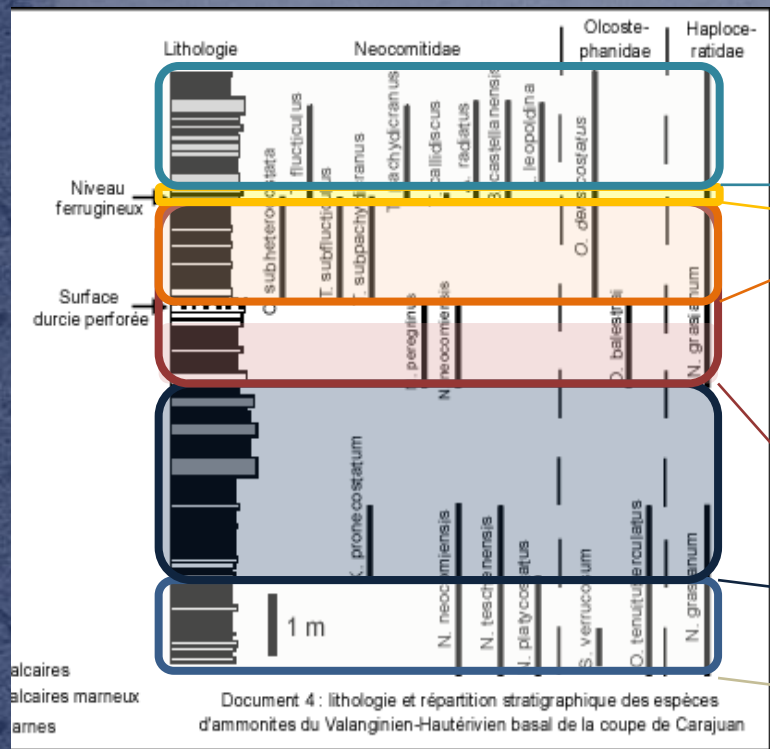 Lithologie
Neocomitidae
Olcoste-
phanidae
Haploce-
ratidae
Niveau
ferrugineux
Surface
durcie perforée
subheterocostata
flucticulus
T. subflucticulus
subpachydicranus
pachydicranus
callidiscus
radiatus
castellanensis
leopoldina
O. densicostatus
peregrinus
N. neocomiensis
O. balestrai
N. grasianum
K. pronecostatum
N. neocomiensis
N. teschenensis
N. platycostatus
S. verrucosum
O. tenuituberculatus
N. grasianum
1 m
alcaires
alcaires marneux
arnes
Document 4 : lithologie et répartition stratigraphique des espèces
d'ammonites du Valanginien-Hautérivien basal de la coupe de Carajuan